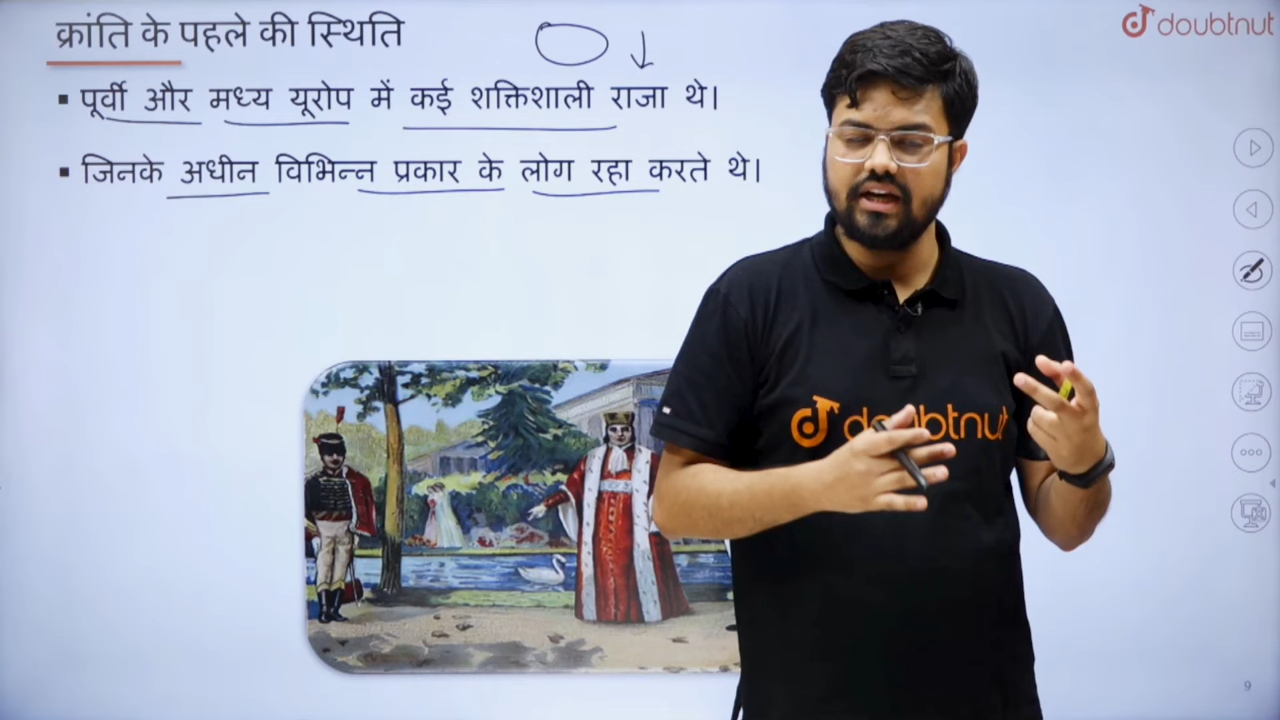 क्रांति के पहले की स्थिति
doubtnut
▪ पूर्वी और मध्य यूरोप में कई शक्तिशाली राजा थे।
▪ जिनके अधीन विभिन्न प्रकार के लोग रहा करते थे।
doubtnut
9